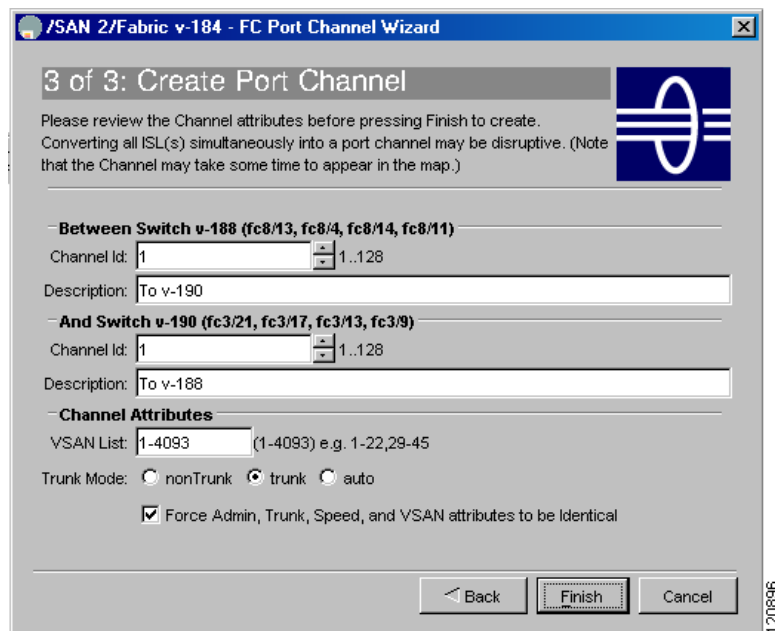 /SAN 2/Fabric v-184 - FC Port Channel Wizard
3 of 3: Create Port Channel
Please review the Channel attributes before pressing Finish to create.
Converting all ISL(s) simultaneously into a port channel may be disruptive. (Note
that the Channel may take some time to appear in the map.)
Between Switch v-188 (fc8/13, fc8/4, fc8/14, fc8/11)
Channel Id: 1 1..128
Description: To v-190
And Switch v-190 (fc3/21, fc3/17, fc3/13, fc3/9)
Channel Id: 1 1..128
Description: To v-188
Channel Attributes
VSAN List: 1-4093 (1-4093) e.g. 1-22,29-45
Trunk Mode: nonTrunk trunk auto
Force Admin, Trunk, Speed, and VSAN attributes to be Identical
Back Finish Cancel
120896